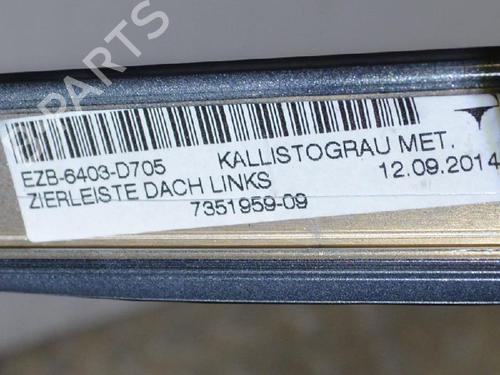 B PARTS
EZB-6403-D705 KALLISTOGRAU MET.
ZIERLEISTE DACH LINKS 12.09.2014
7351959-09